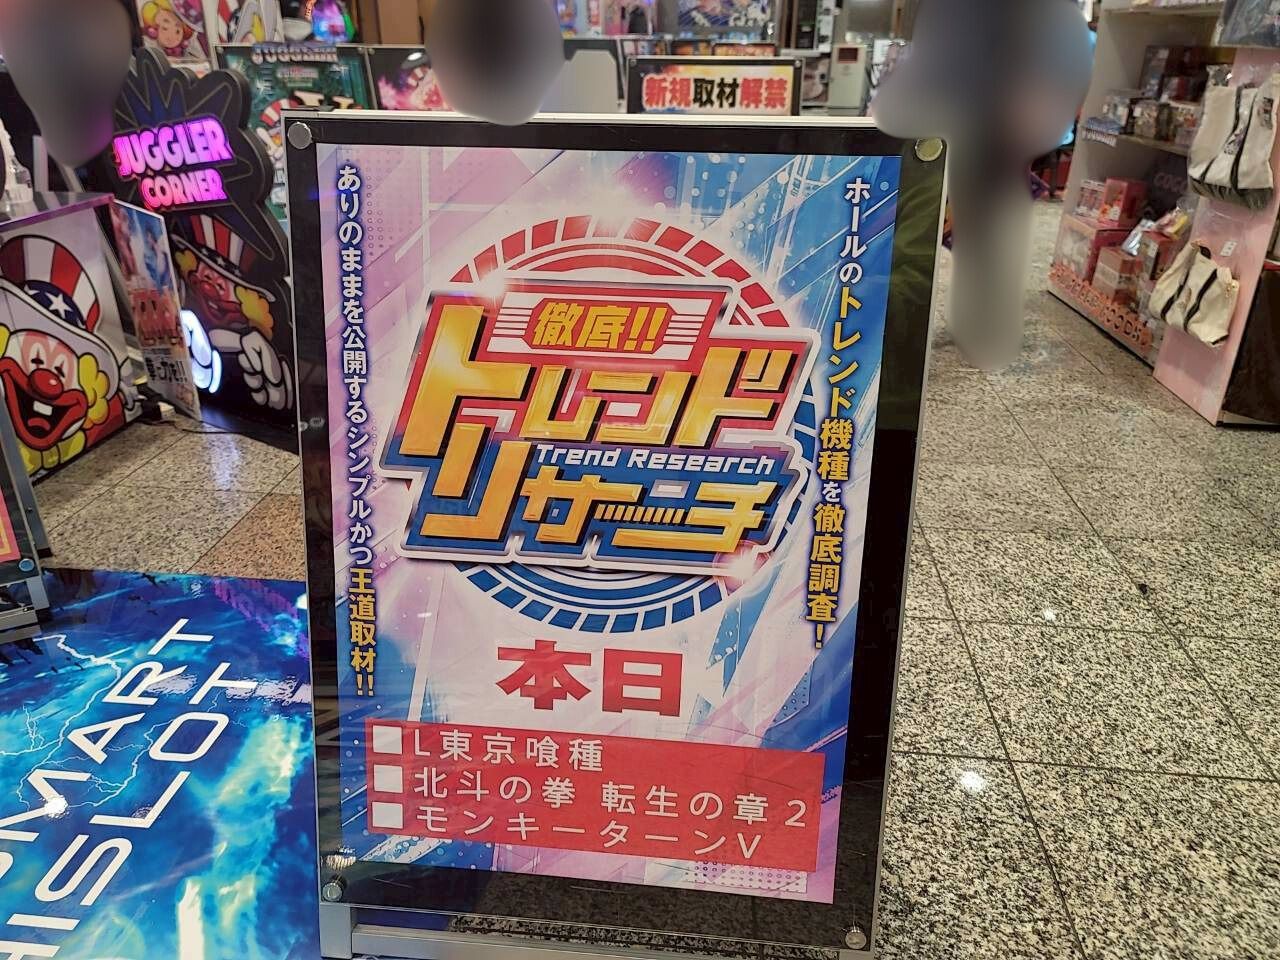 JUGGLER
新規取材解禁
JUGGLER
CORNER
ホールのトレンド機種を徹底調査!
ありのままを公開するシンプルかつ王道取材!!
徹底!!
トレンド
Trend Research
リサーチ
本日
L東京喰種
北斗の拳 転生の章2
モンキーターンV
SMART
SLOT